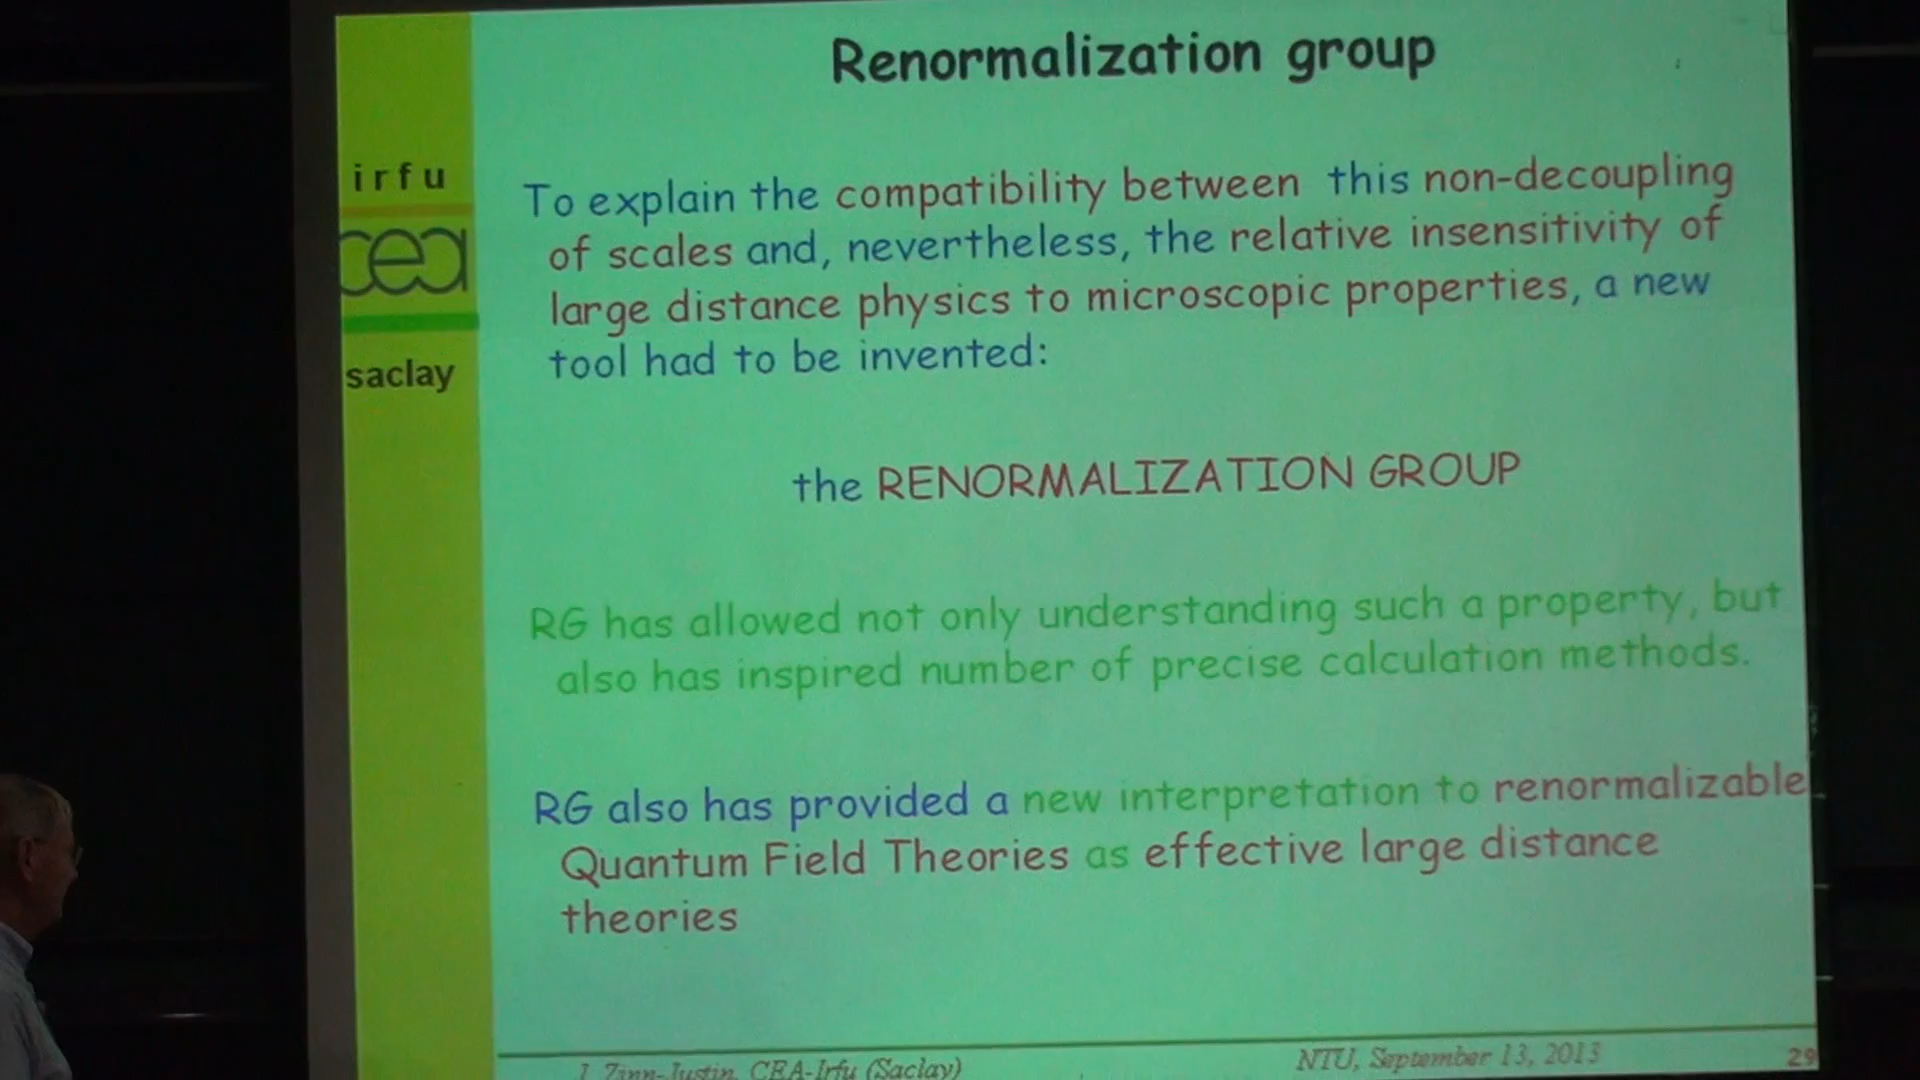 Renormalization group
irfu
cea
saclay
To explain the compatibility between this non-decoupling
of scales and, nevertheless, the relative insensitivity of
large distance physics to microscopic properties, a new
tool had to be invented:
the RENORMALIZATION GROUP
RG has allowed not only understanding such a property, but
also has inspired number of precise calculation methods.
RG also has provided a new interpretation to renormalizable
Quantum Field Theories as effective large distance
theories
J. Zinn-Justin, CEA-Irfu (Saclay)
NTU, September 13, 2013
29